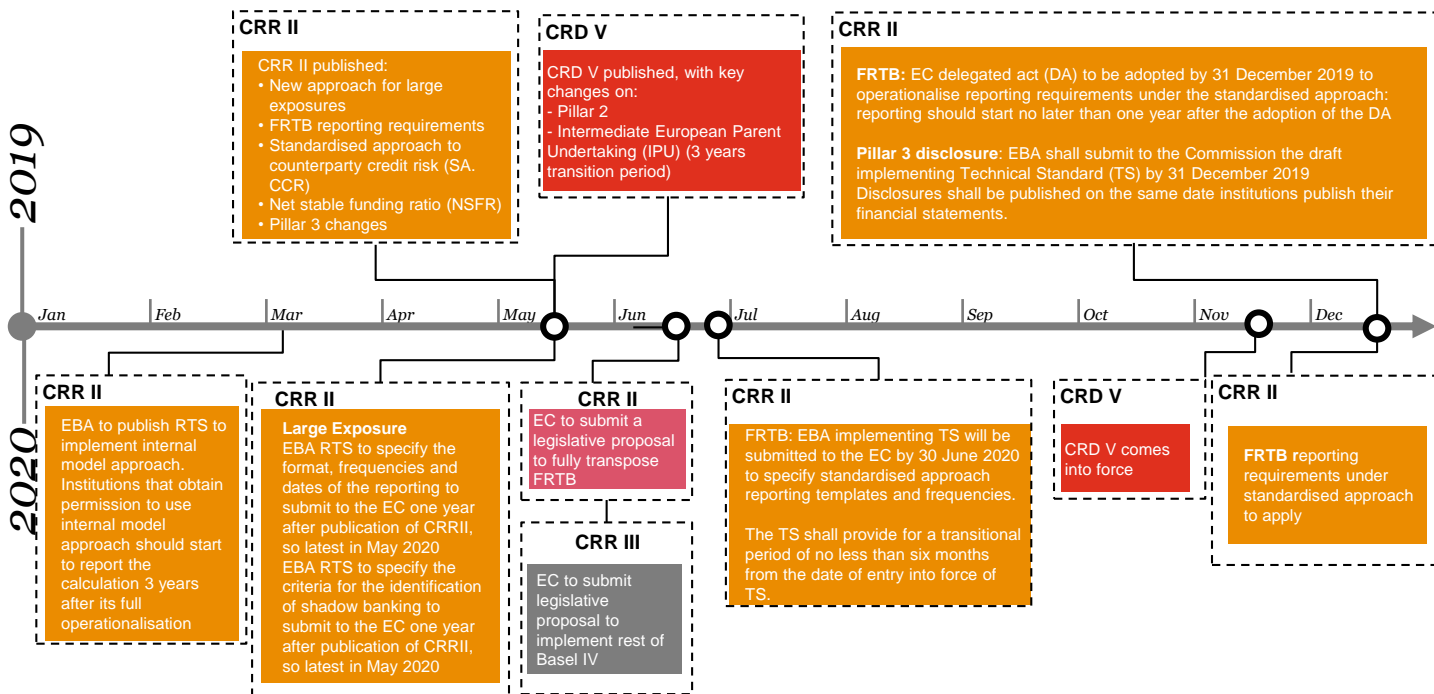 CRR II
CRR II published:
• New approach for large
exposures
• FRTB reporting requirements
• Standardised approach to
counterparty credit risk (SA.
CCR)
• Net stable funding ratio (NSFR)
• Pillar 3 changes
CRD V
CRD V published, with key
changes on:
- Pillar 2
- Intermediate European Parent
Undertaking (IPU) (3 years
transition period)
CRR II
FRTB: EC delegated act (DA) to be adopted by 31 December 2019 to
operationalise reporting requirements under the standardised approach:
reporting should start no later than one year after the adoption of the DA
Pillar 3 disclosure: EBA shall submit to the Commission the draft
implementing Technical Standard (TS) by 31 December 2019
Disclosures shall be published on the same date institutions publish their
financial statements.
2019
Jan
Feb
Mar
Apr
May
Jun
Jul
Aug
Sep
Oct
Nov
Dec
2020
CRR II
EBA to publish RTS to
implement internal
model approach.
Institutions that obtain
permission to use
internal model
approach should start
to report the
calculation 3 years
after its full
operationalisation
CRR II
Large Exposure
EBA RTS to specify the
format, frequencies and
dates of the reporting to
submit to the EC one year
after publication of CRRII,
so latest in May 2020
EBA RTS to specify the
criteria for the identification
of shadow banking to
submit to the EC one year
after publication of CRRII,
so latest in May 2020
CRR II
EC to submit a
legislative proposal
to fully transpose
FRTB
CRR III
EC to submit
legislative
proposal to
implement rest of
Basel IV
CRR II
FRTB: EBA implementing TS will be
submitted to the EC by 30 June 2020
to specify standardised approach
reporting templates and frequencies.
The TS shall provide for a transitional
period of no less than six months
from the date of entry into force of
TS.
CRD V
CRD V comes
into force
CRR II
FRTB reporting
requirements under
standardised approach
to apply